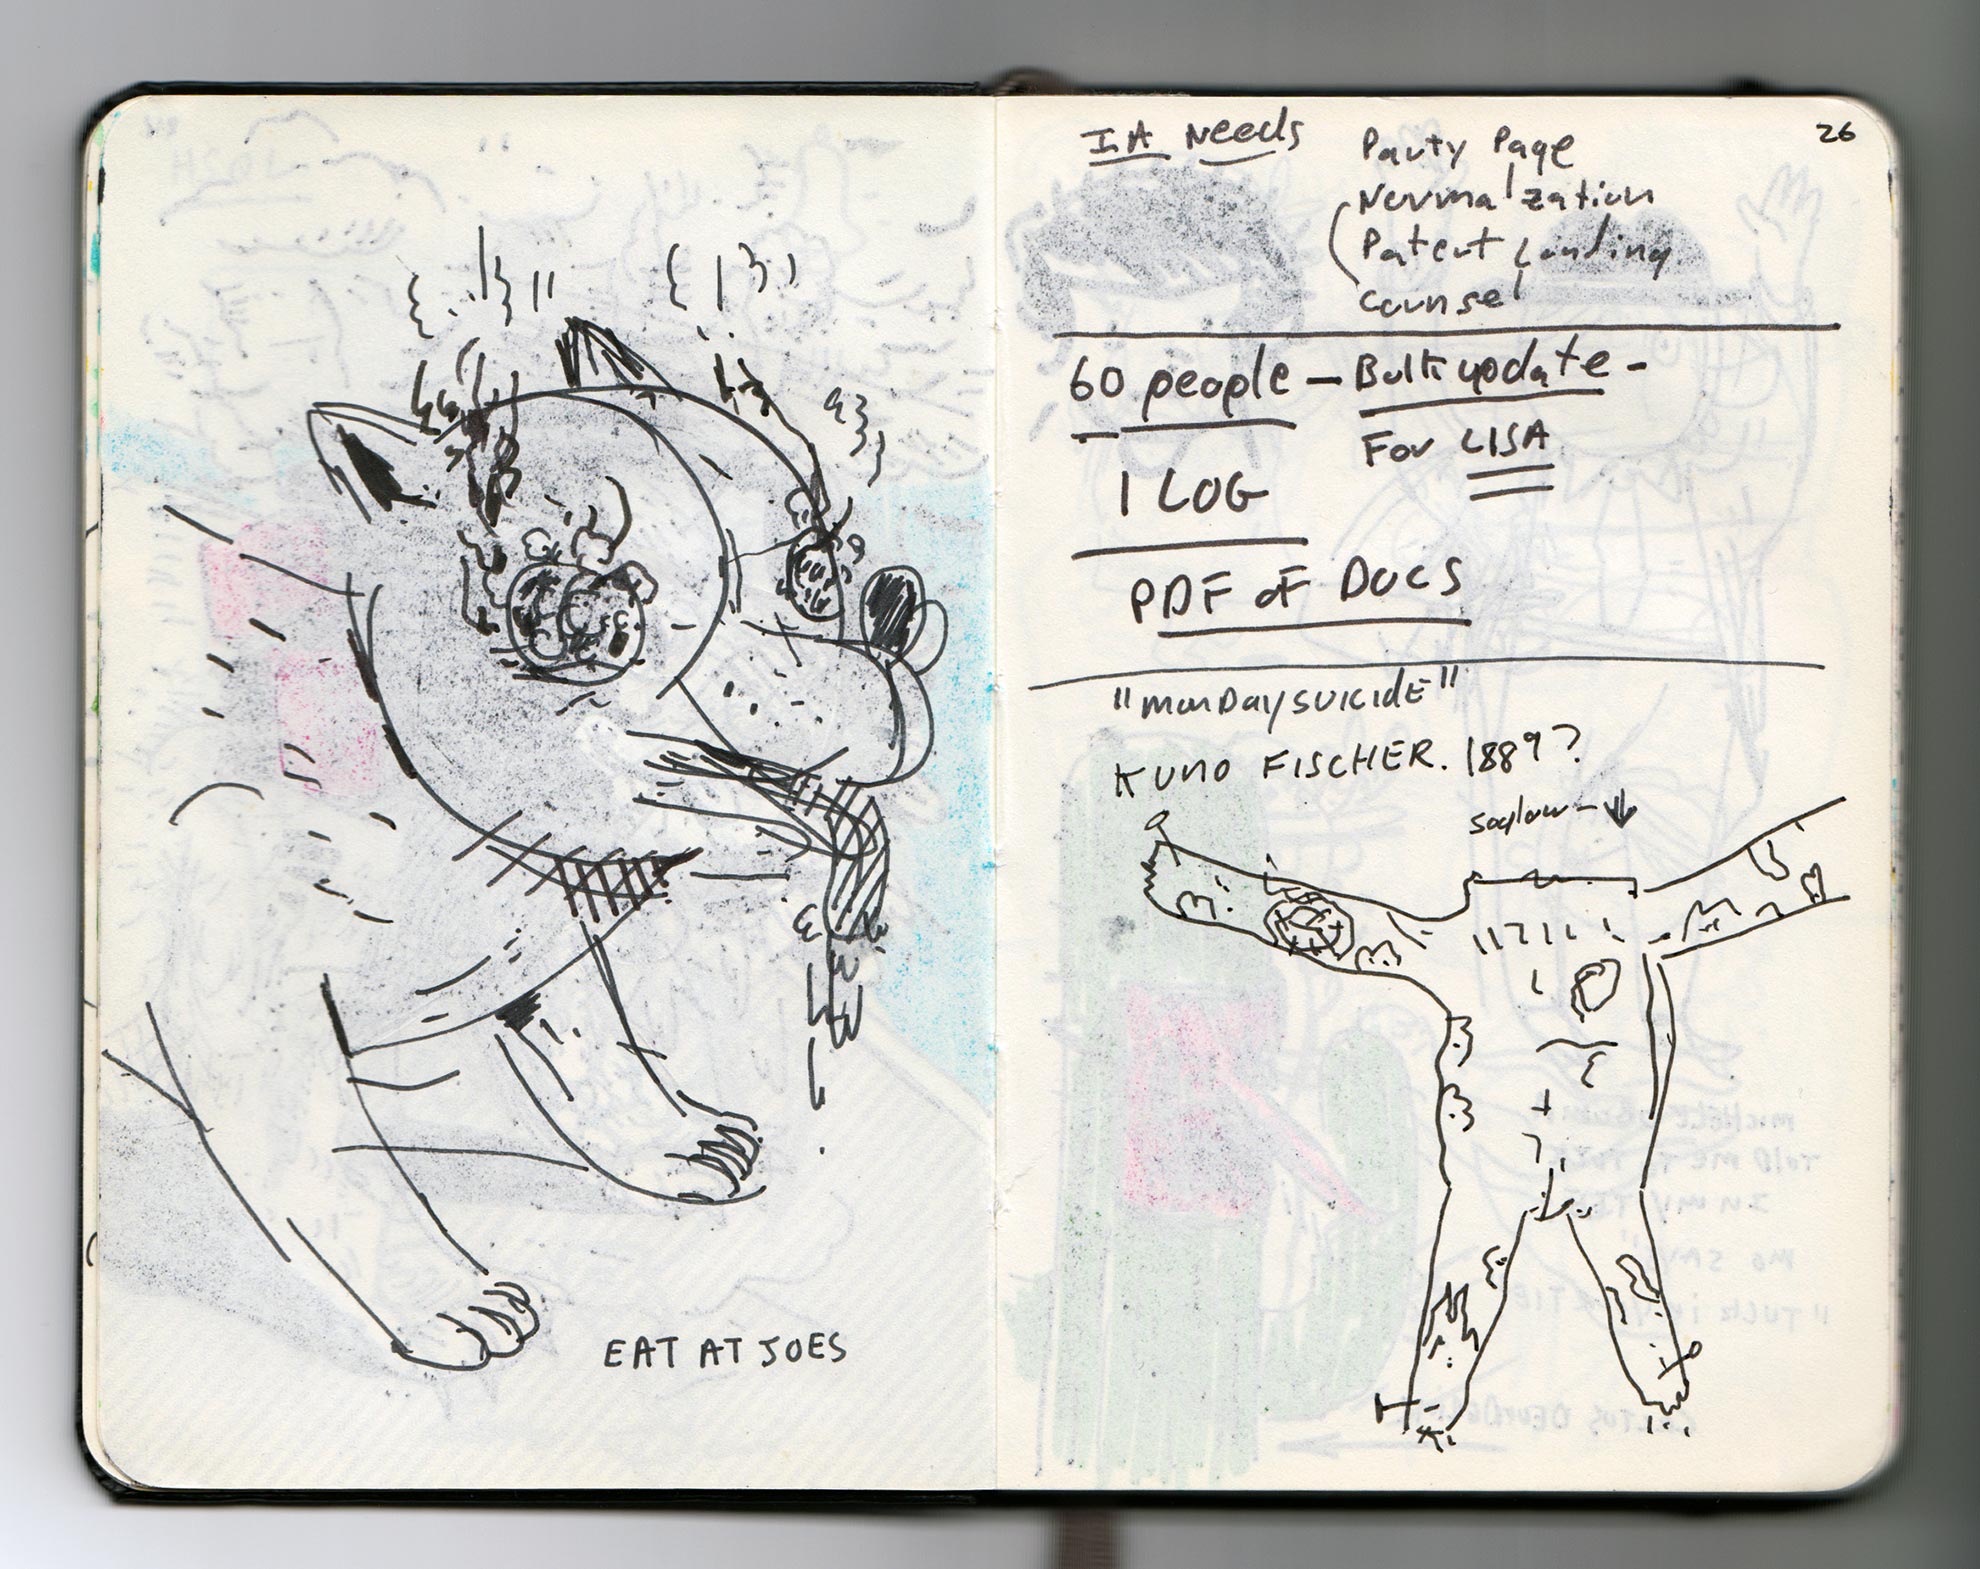 EAT AT JOES
26
IA Needs
Party Page
Normalization
Patent Landing
Counsel
60 people — Bulk update -
For LISA
1 LOG
PDF OF DOCS
"monDaysuicide"
KUNO FISCHER. 1889?